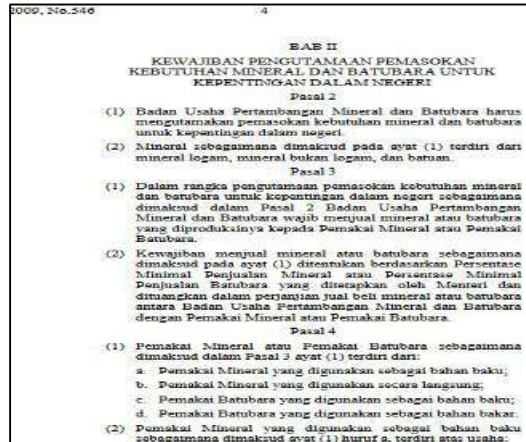 2009, No.546 4
BAB II
KEWAJIBAN PENGUTAMAAN PEMASOKAN
KEBUTUHAN MINERAL DAN BATUBARA UNTUK
KEPENTINGAN DALAM NEGERI
Pasal 2
(1) Badan Usaha Pertambangan Mineral dan Batubara harus
mengutamakan pemasokan kebutuhan mineral dan batubara
untuk kepentingan dalam negeri.
(2) Mineral sebagaimana dimaksud pada ayat (1) terdiri dari
mineral logam, mineral bukan logam, dan batuan.
Pasal 3
(1) Dalam rangka pengutamaan pemasokan kebutuhan mineral
dan batubara untuk kepentingan dalam negeri sebagaimana
dimaksud dalam Pasal 2 Badan Usaha Pertambangan
Mineral dan Batubara wajib menjual mineral atau batubara
yang diproduksinya kepada Pemakai Mineral atau Pemakai
Batubara.
(2) Kewajiban menjual mineral atau batubara sebagaimana
dimaksud pada ayat (1) ditentukan berdasarkan Persentase
Minimal Penjualan Mineral atau Persentase Minimal
Penjualan Batubara yang ditetapkan oleh Menteri dan
dituangkan dalam perjanjian jual beli mineral atau batubara
antara Badan Usaha Pertambangan Mineral dan Batubara
dengan Pemakai Mineral atau Pemakai Batubara.
Pasal 4
(1) Pemakai Mineral atau Pemakai Batubara sebagaimana
dimaksud dalam Pasal 3 ayat (1) terdiri dari:
a. Pemakai Mineral yang digunakan sebagai bahan baku;
b. Pemakai Mineral yang digunakan secara langsung;
c. Pemakai Batubara yang digunakan sebagai bahan baku;
d. Pemakai Batubara yang digunakan sebagai bahan bakar.
(2) Pemakai Mineral yang digunakan sebagai bahan baku
sebagaimana dimaksud ayat (1) huruf a, terdiri atas usaha: